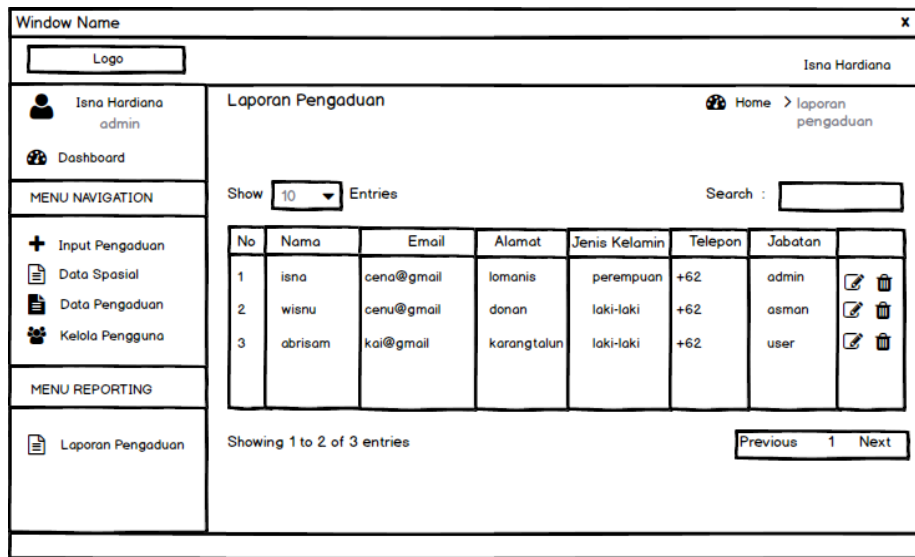 Window Name x
Logo
Isna Hardiana
Isna Hardiana
admin
Dashboard
MENU NAVIGATION
Input Pengaduan
Data Spasial
Data Pengaduan
Kelola Pengguna
MENU REPORTING
Laporan Pengaduan
Laporan Pengaduan
Home > laporan
pengaduan
Show 10 Entries Search :
No Nama Email Alamat Jenis Kelamin Telepon Jabatan
1 isna cena@gmail lomanis perempuan +62 admin
2 wisnu cenu@gmail donan laki-laki +62 asman
3 abrisam kai@gmail karangtalun laki-laki +62 user
Showing 1 to 2 of 3 entries
Previous 1 Next